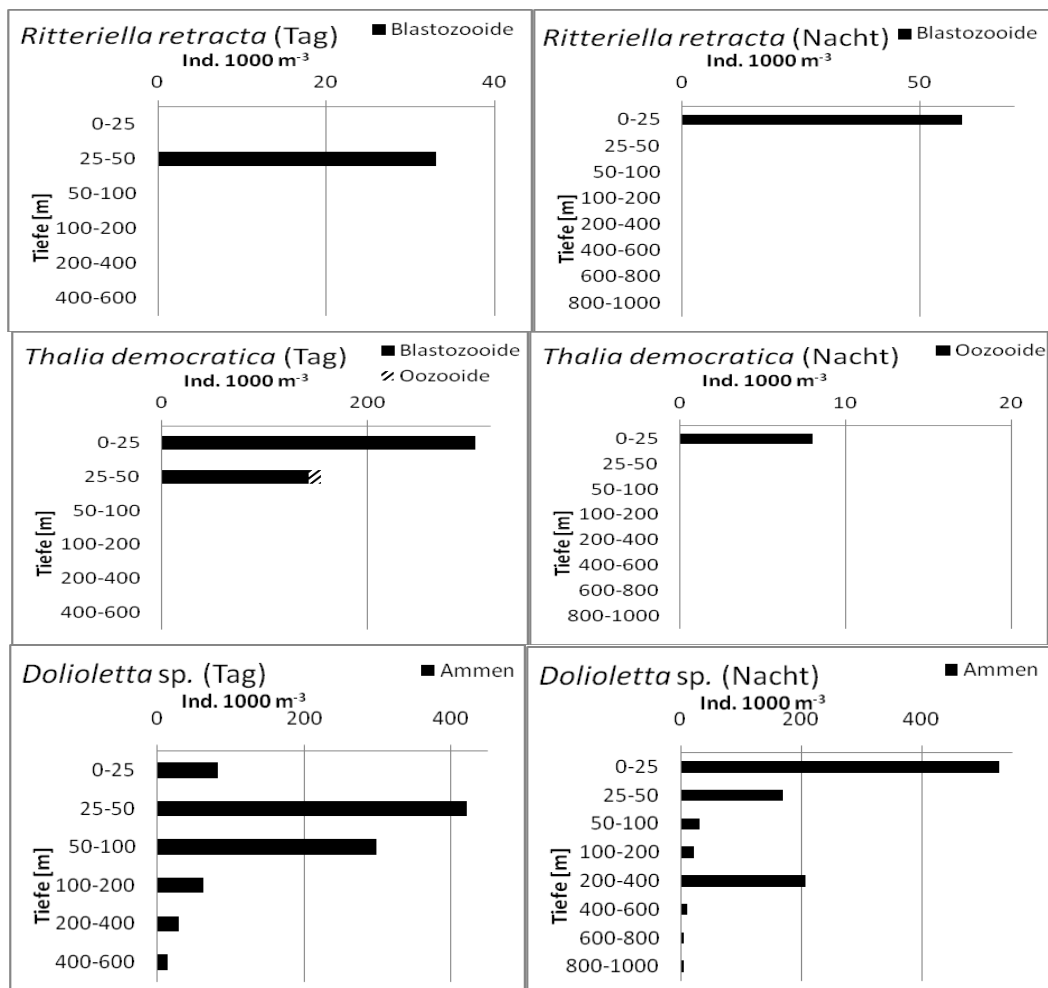 Ritteriella retracta (Tag)
Blastozooide
Ind. 1000 m⁻³
0 20 40
Tiefe [m]
0-25
25-50
50-100
100-200
200-400
400-600
Ritteriella retracta (Nacht)
Blastozooide
Ind. 1000 m⁻³
0 50
Tiefe [m]
0-25
25-50
50-100
100-200
200-400
400-600
600-800
800-1000
Thalia democratica (Tag)
Blastozooide
Oozooide
Ind. 1000 m⁻³
0 200
Tiefe [m]
0-25
25-50
50-100
100-200
200-400
400-600
Thalia democratica (Nacht)
Oozooide
Ind. 1000 m⁻³
0 10 20
Tiefe [m]
0-25
25-50
50-100
100-200
200-400
400-600
600-800
800-1000
Dolioletta sp. (Tag)
Ammen
Ind. 1000 m⁻³
0 200 400
Tiefe [m]
0-25
25-50
50-100
100-200
200-400
400-600
Dolioletta sp. (Nacht)
Ammen
Ind. 1000 m⁻³
0 200 400
Tiefe [m]
0-25
25-50
50-100
100-200
200-400
400-600
600-800
800-1000